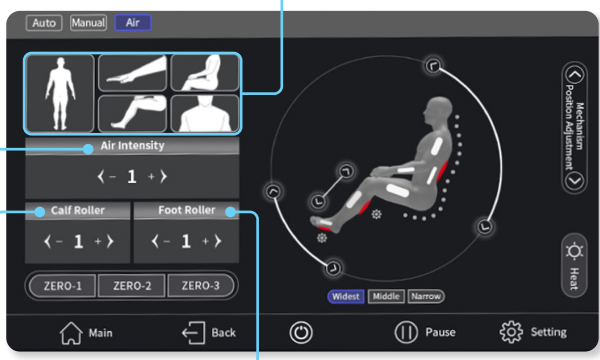 Auto Manual Air
Air Intensity
- 1 +
Calf Roller Foot Roller
- 1 + - 1 +
ZERO-1 ZERO-2 ZERO-3
Mechanism
Position Adjustment
Heat
Widest Middle Narrow
Main Back Pause Setting